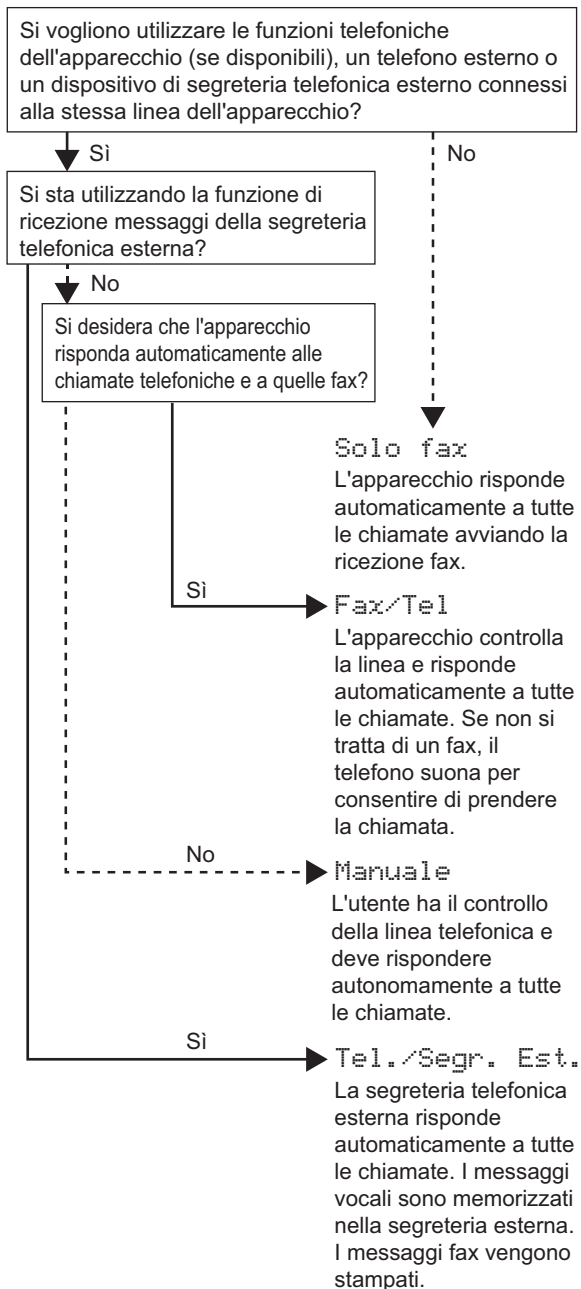 Si vogliono utilizzare le funzioni telefoniche
dell'apparecchio (se disponibili), un telefono esterno o
un dispositivo di segreteria telefonica esterno connessi
alla stessa linea dell'apparecchio?
Sì
No
Si sta utilizzando la funzione di
ricezione messaggi della segreteria
telefonica esterna?
No
Si desidera che l'apparecchio
risponda automaticamente alle
chiamate telefoniche e a quelle fax?
Solo fax
L'apparecchio risponde
automaticamente a tutte
le chiamate avviando la
ricezione fax.
Sì
Fax/Tel
L'apparecchio controlla
la linea e risponde
automaticamente a tutte
le chiamate. Se non si
tratta di un fax, il
telefono suona per
consentire di prendere
la chiamata.
No
Manuale
L'utente ha il controllo
della linea telefonica e
deve rispondere
autonomamente a tutte
le chiamate.
Sì
Tel./Segr. Est.
La segreteria telefonica
esterna risponde
automaticamente a tutte
le chiamate. I messaggi
vocali sono memorizzati
nella segreteria esterna.
I messaggi fax vengono
stampati.